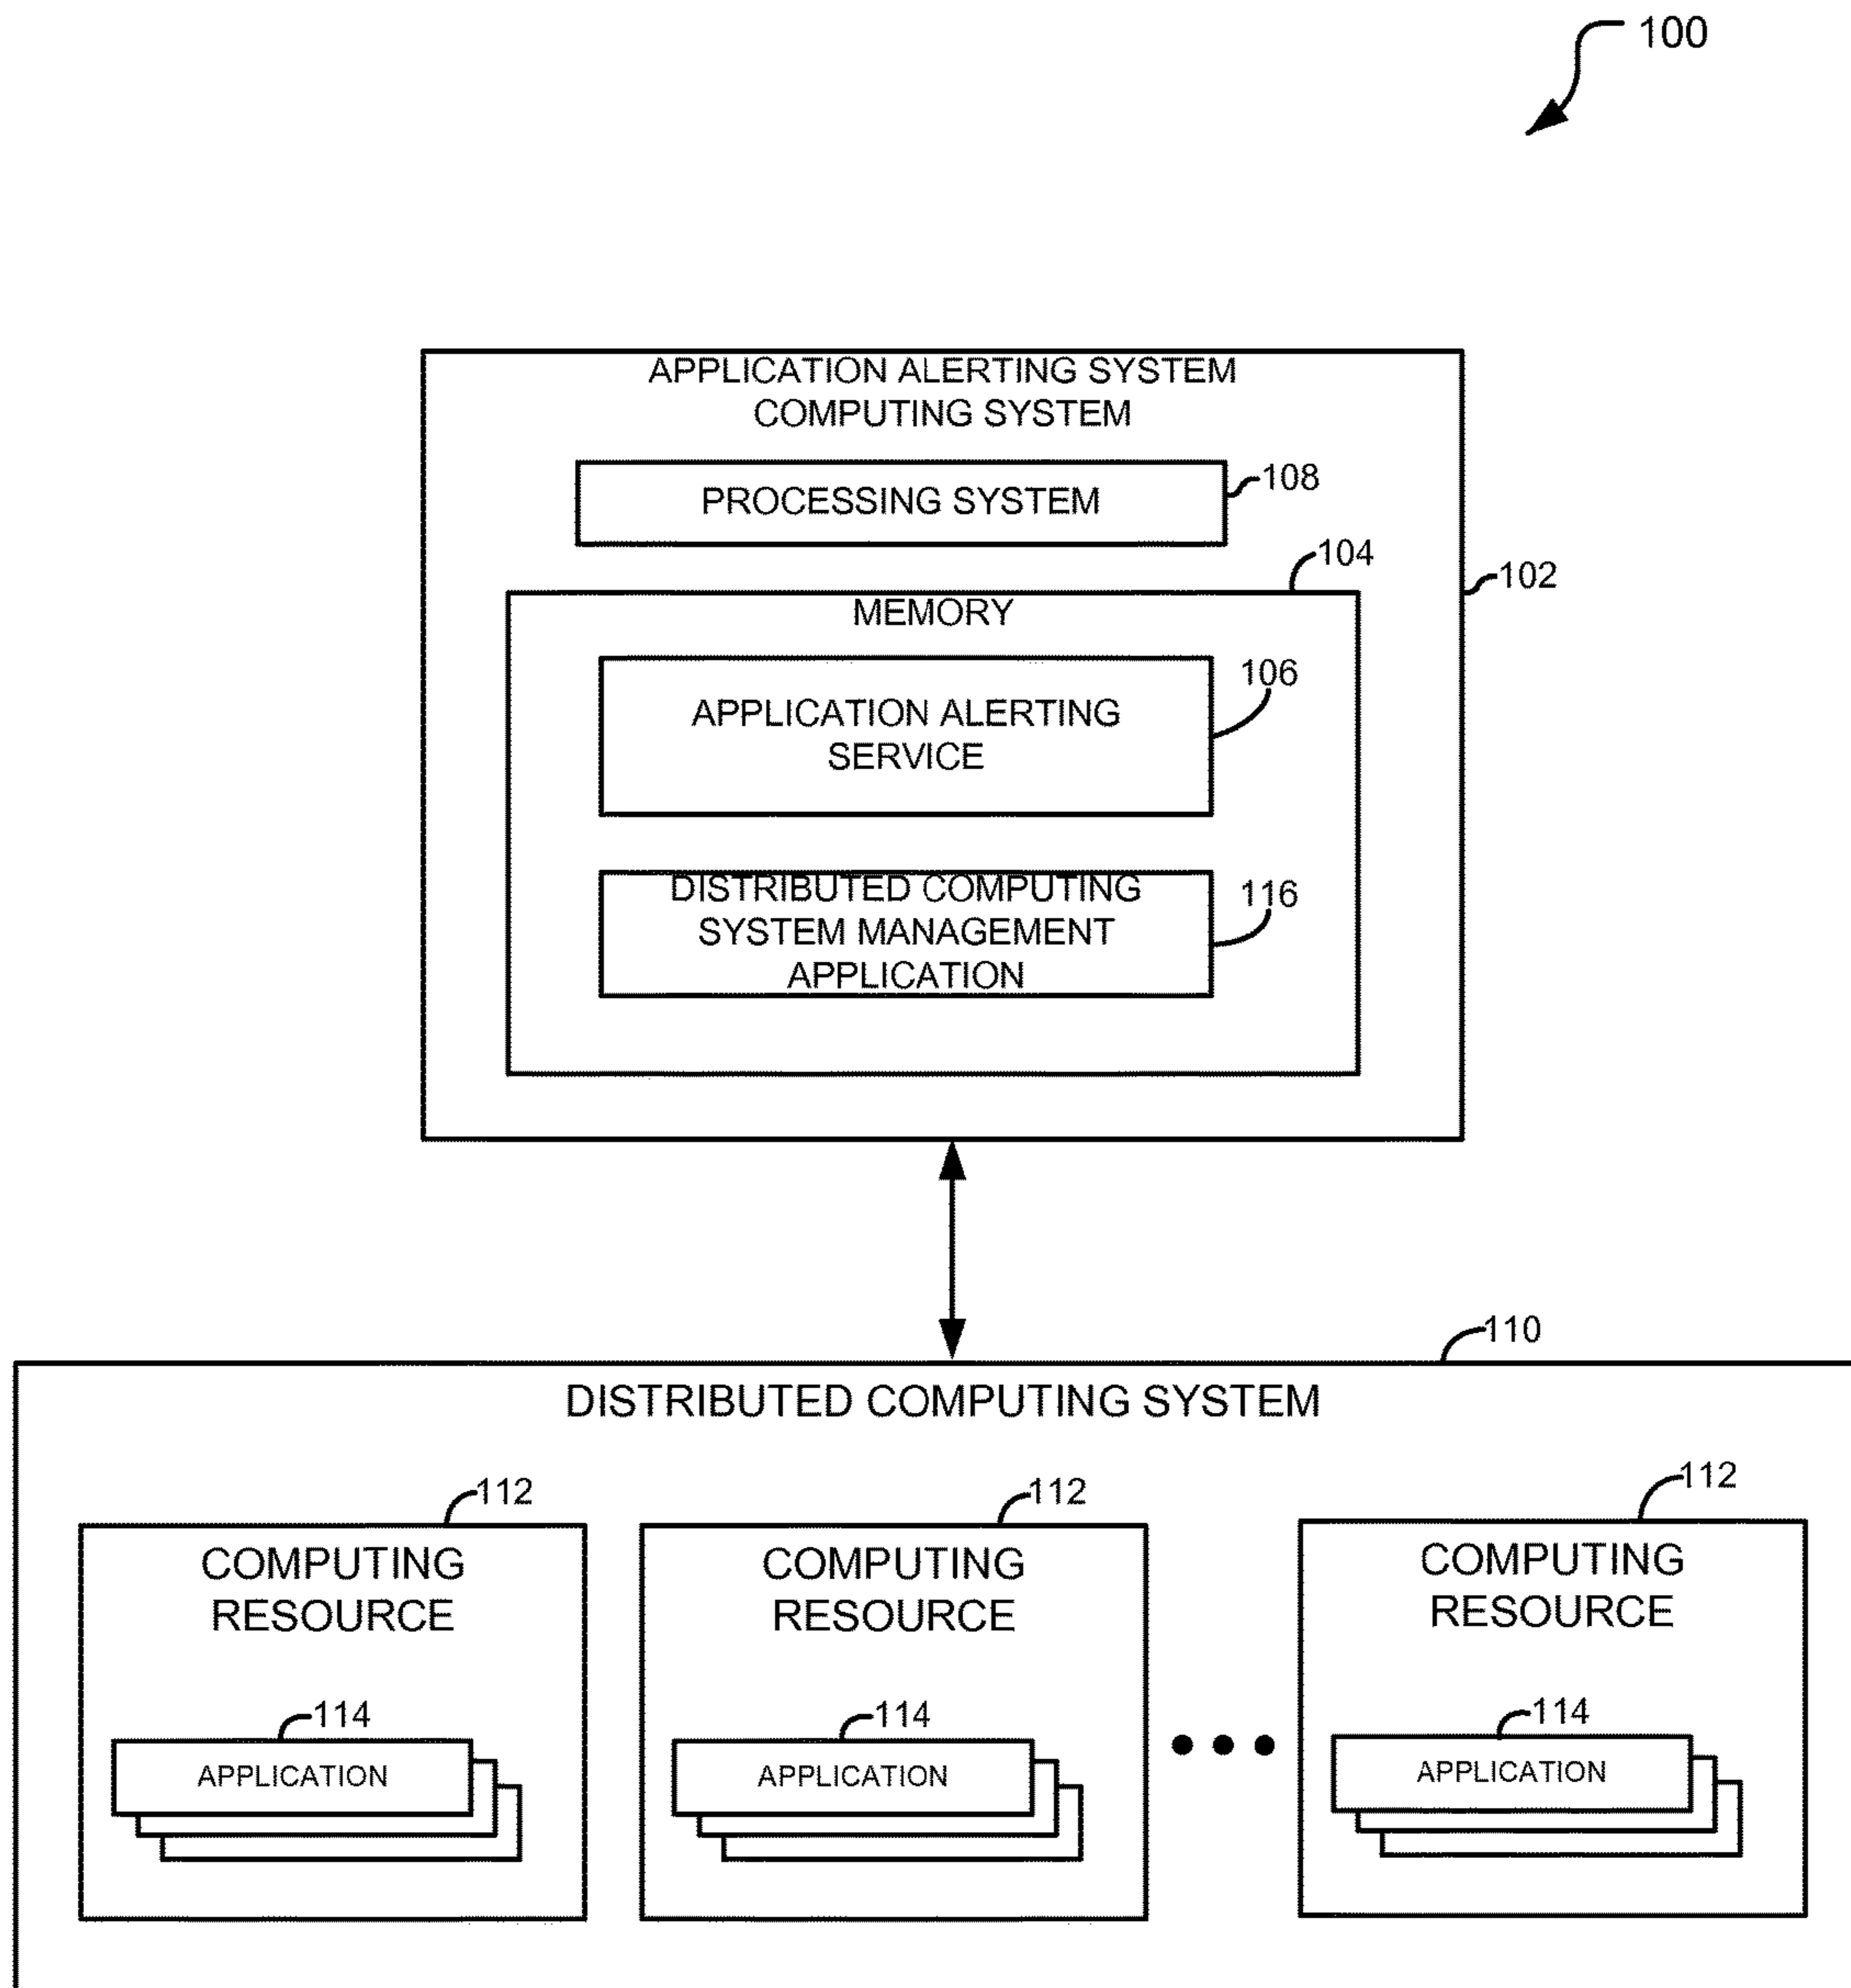 100
APPLICATION ALERTING SYSTEM
COMPUTING SYSTEM
PROCESSING SYSTEM
108
104
102
MEMORY
106
APPLICATION ALERTING
SERVICE
116
DISTRIBUTED COMPUTING
SYSTEM MANAGEMENT
APPLICATION
110
DISTRIBUTED COMPUTING SYSTEM
112
COMPUTING
RESOURCE
114
APPLICATION
112
COMPUTING
RESOURCE
114
APPLICATION
112
COMPUTING
RESOURCE
114
APPLICATION